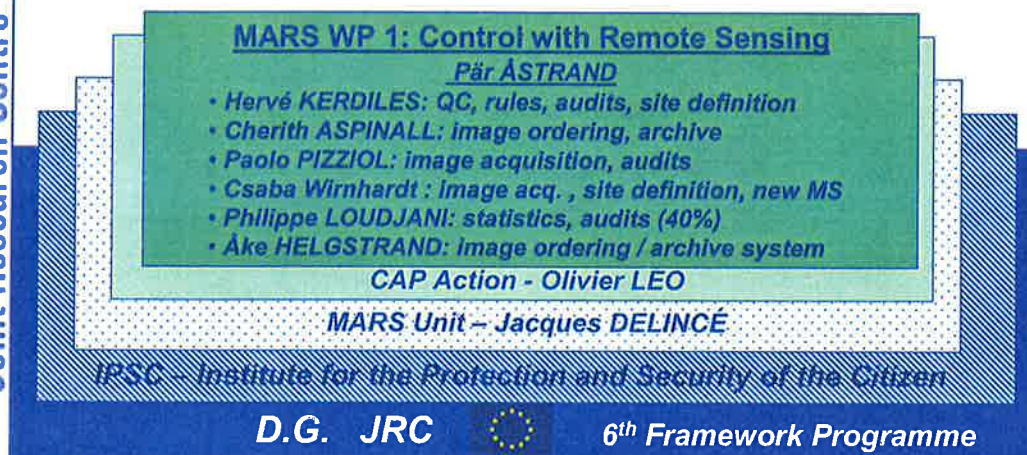 Joint Research Centre
MARS WP 1: Control with Remote Sensing
Pär ÅSTRAND
• Hervé KERDILES: QC, rules, audits, site definition
• Cherith ASPINALL: image ordering, archive
• Paolo PIZZIOL: image acquisition, audits
• Csaba Wirnhardt : image acq. , site definition, new MS
• Philippe LOUDJANI: statistics, audits (40%)
• Åke HELGSTRAND: image ordering / archive system
CAP Action - Olivier LEO
MARS Unit – Jacques DELINCÉ
IPSC – Institute for the Protection and Security of the Citizen
D.G. JRC
6th Framework Programme